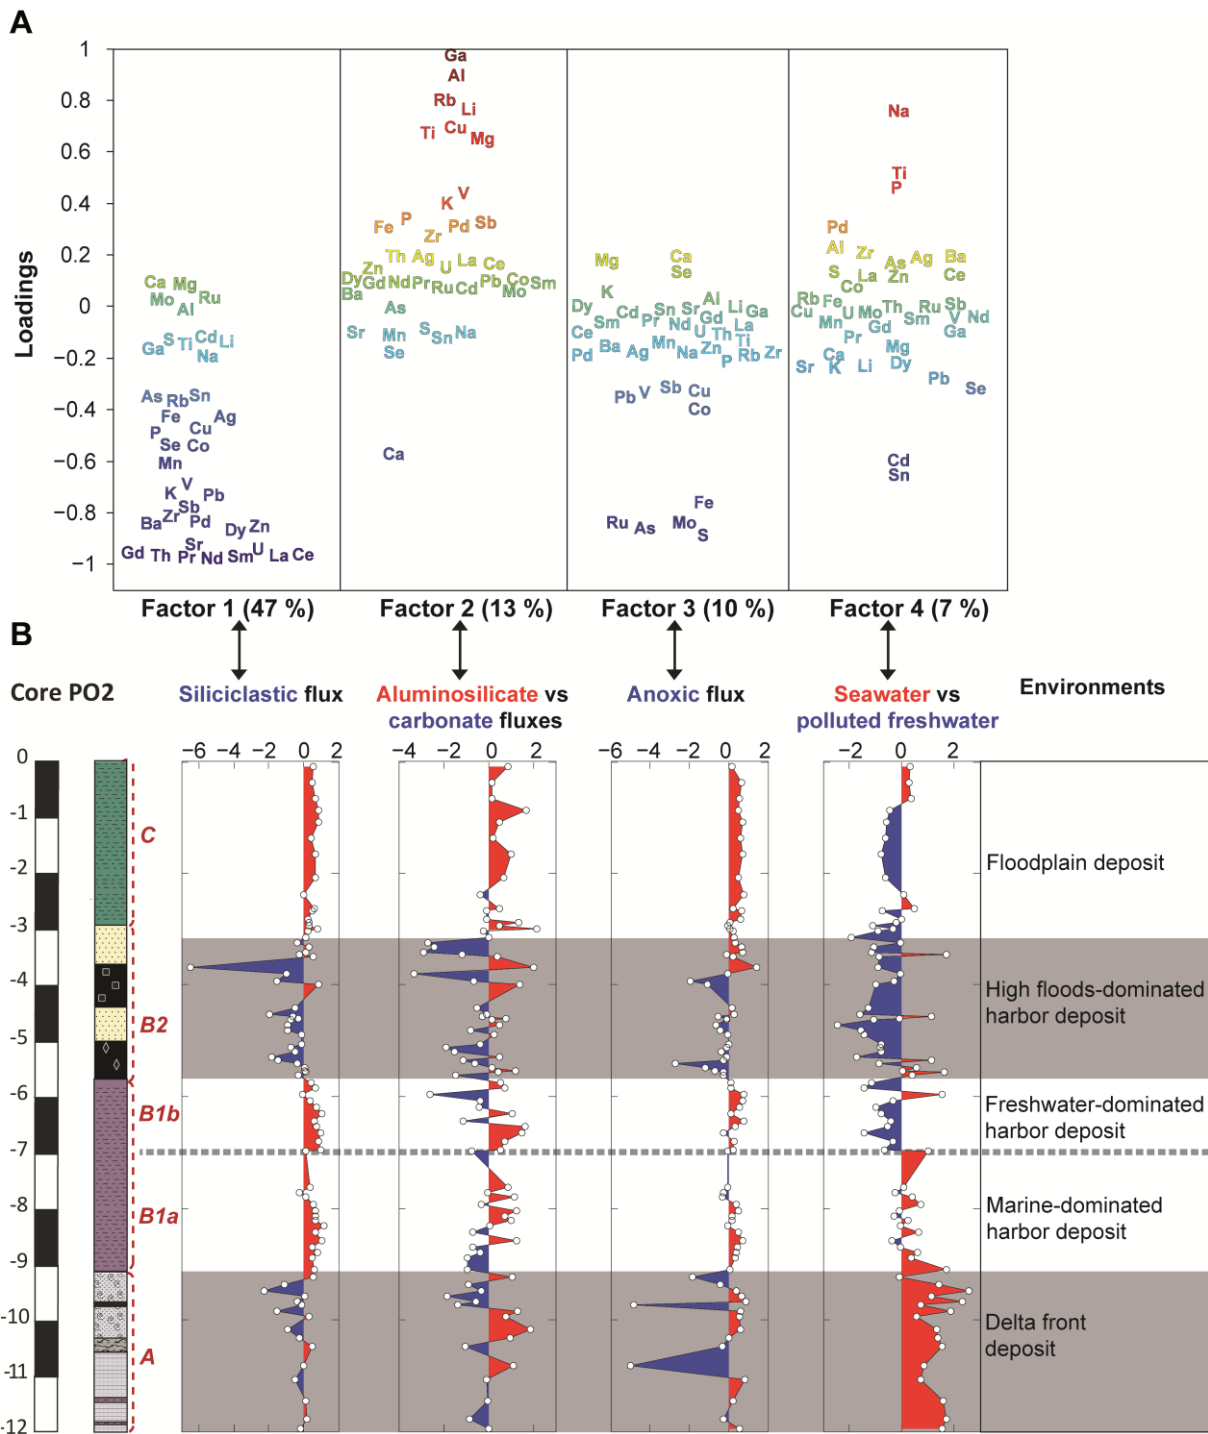 A
Loadings
1
0.8
0.6
0.4
0.2
0
−0.2
−0.4
−0.6
−0.8
−1
Ca Mg
Mo Al Ru
Ga S Ti Cd Li
Na
As Rb Sn
Fe Ag
P Cu
Se Co
Mn
K V Pb
Sb
Ba Zr Pd Dy Zn
Sr
Gd Th Pr Nd Sm U La Ce
Ga
Al
Rb Li
Ti Cu Mg
K V
Fe P Zr Pd Sb
Zn Th Ag U La Ce
Dy Gd Nd Pr Ru Cd Pb Co Sm
Ba Mo
As
Sr Mn S Sn Na
Se
Ca
Mg Ca
Se
K
Dy Cd Sn Sr Al Li Ga
Sm Pr Nd Gd La
Ce Mn U Th Ti
Pd Ba Ag Na Zn P Rb Zr
Pb V Sb Cu
Co
Fe
Ru As Mo S
Na
Ti
P
Pd
Al Zr As Ag Ba
S Co La Zn Ce
Rb Fe Th Ru Sb
Cu Mn U Mo Gd Sm V Nd
Pr Ga
Ca Mg
Sr K Li Dy
Pb Se
Cd
Sn
Factor 1 (47 %) Factor 2 (13 %) Factor 3 (10 %) Factor 4 (7 %)
B
Core PO2
Siliciclastic flux
Aluminosilicate vs
carbonate fluxes
Anoxic flux
Seawater vs
polluted freshwater
Environments
−6 −4 −2 0 2
−4 −2 0 2
−6 −4 −2 0 2
−2 0 2
0
-1
-2
-3
-4
-5
-6
-7
-8
-9
-10
-11
-12
C
B2
B1b
B1a
A
Floodplain deposit
High floods-dominated
harbor deposit
Freshwater-dominated
harbor deposit
Marine-dominated
harbor deposit
Delta front
deposit